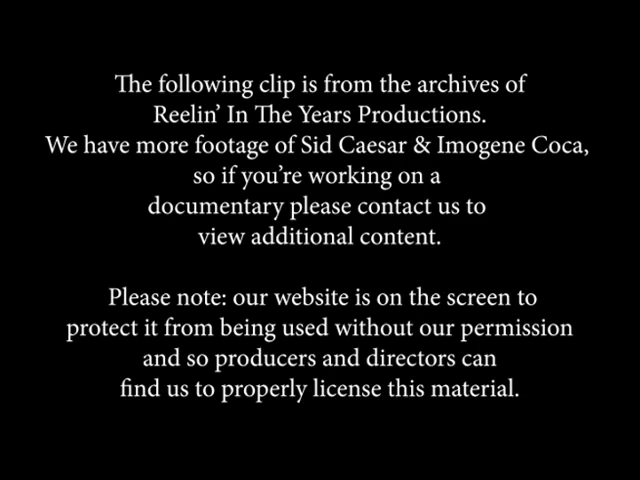 The following clip is from the archives of
Reelin’ In The Years Productions.
We have more footage of Sid Caesar & Imogene Coca,
so if you’re working on a
documentary please contact us to
view additional content.
Please note: our website is on the screen to
protect it from being used without our permission
and so producers and directors can
find us to properly license this material.